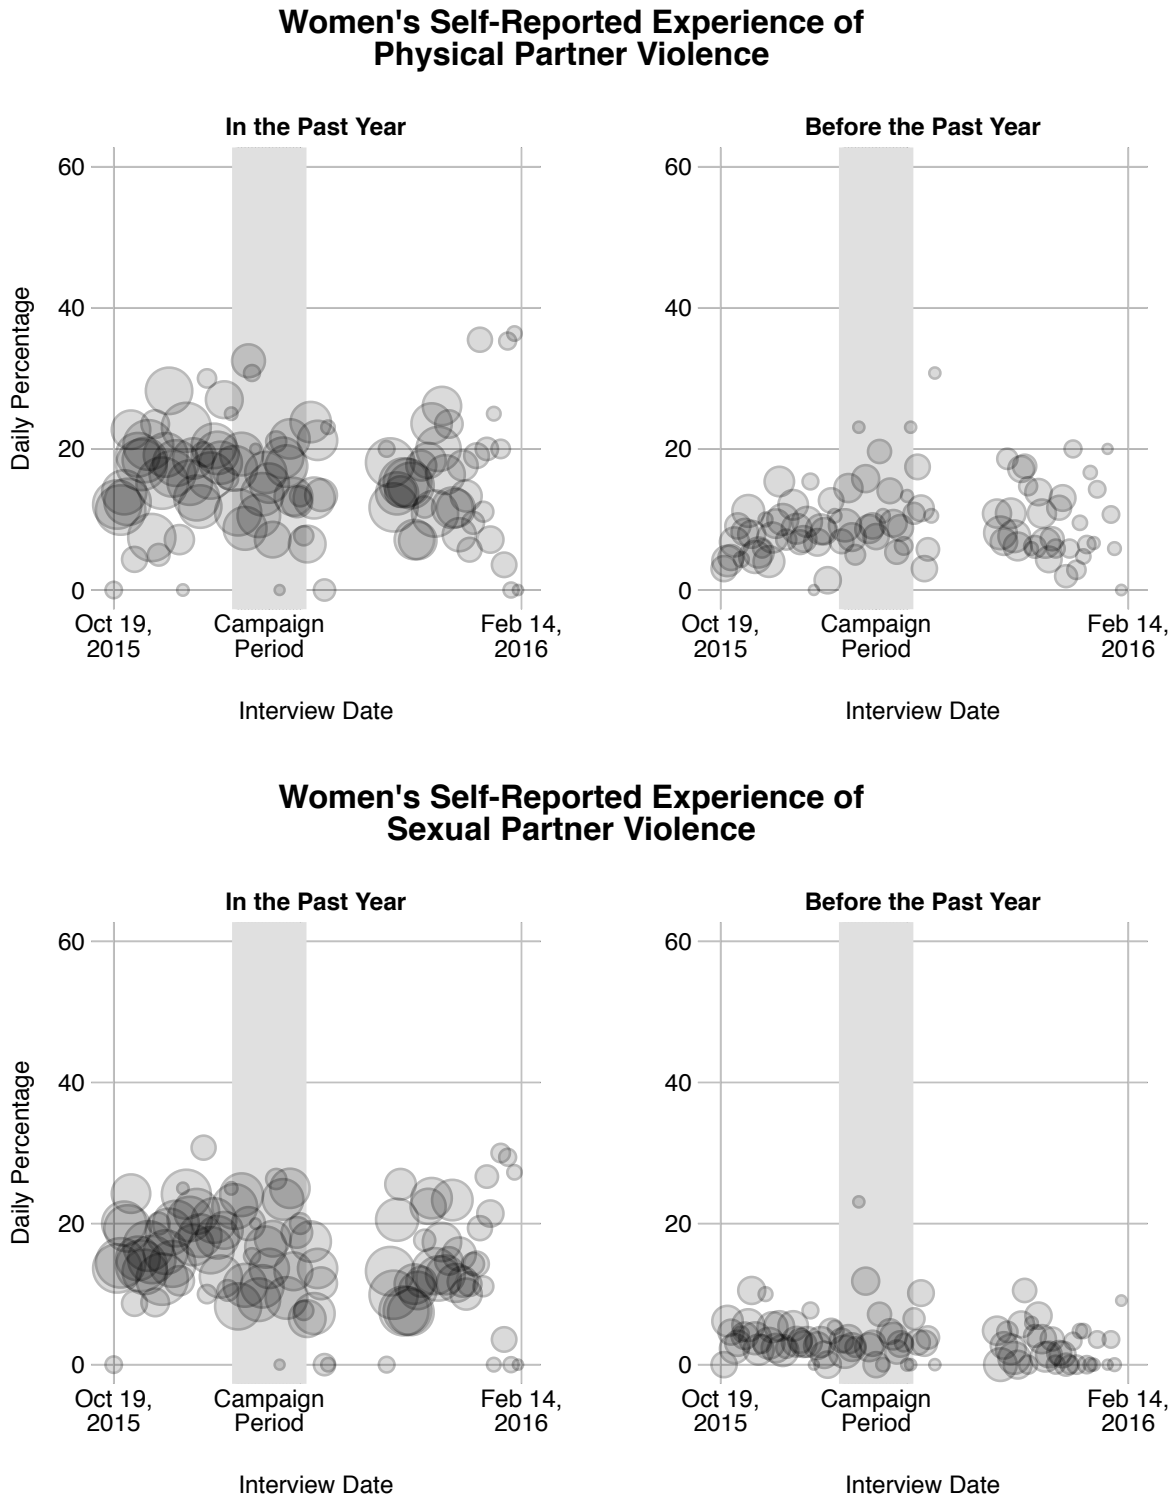 Women's Self-Reported Experience of
Physical Partner Violence
In the Past Year
Before the Past Year
Daily Percentage
60
40
20
0
60
40
20
0
Oct 19,
2015
Campaign
Period
Feb 14,
2016
Oct 19,
2015
Campaign
Period
Feb 14,
2016
Interview Date
Interview Date
Women's Self-Reported Experience of
Sexual Partner Violence
In the Past Year
Before the Past Year
Daily Percentage
60
40
20
0
60
40
20
0
Oct 19,
2015
Campaign
Period
Feb 14,
2016
Oct 19,
2015
Campaign
Period
Feb 14,
2016
Interview Date
Interview Date